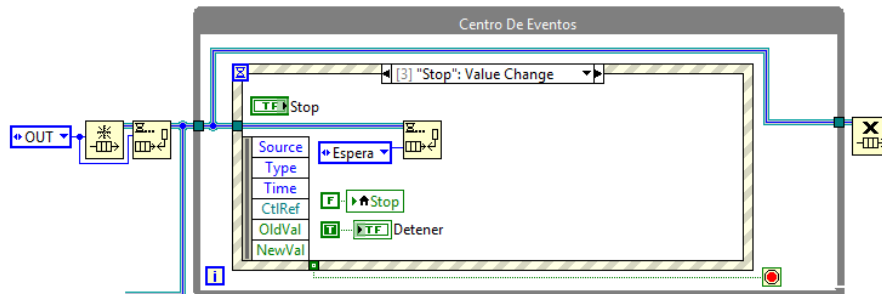 Centro De Eventos
[3] "Stop": Value Change
TF Stop
OUT
Source
Espera
Type
Time
CtlRef
F Stop
OldVal
T TF Detener
NewVal
i